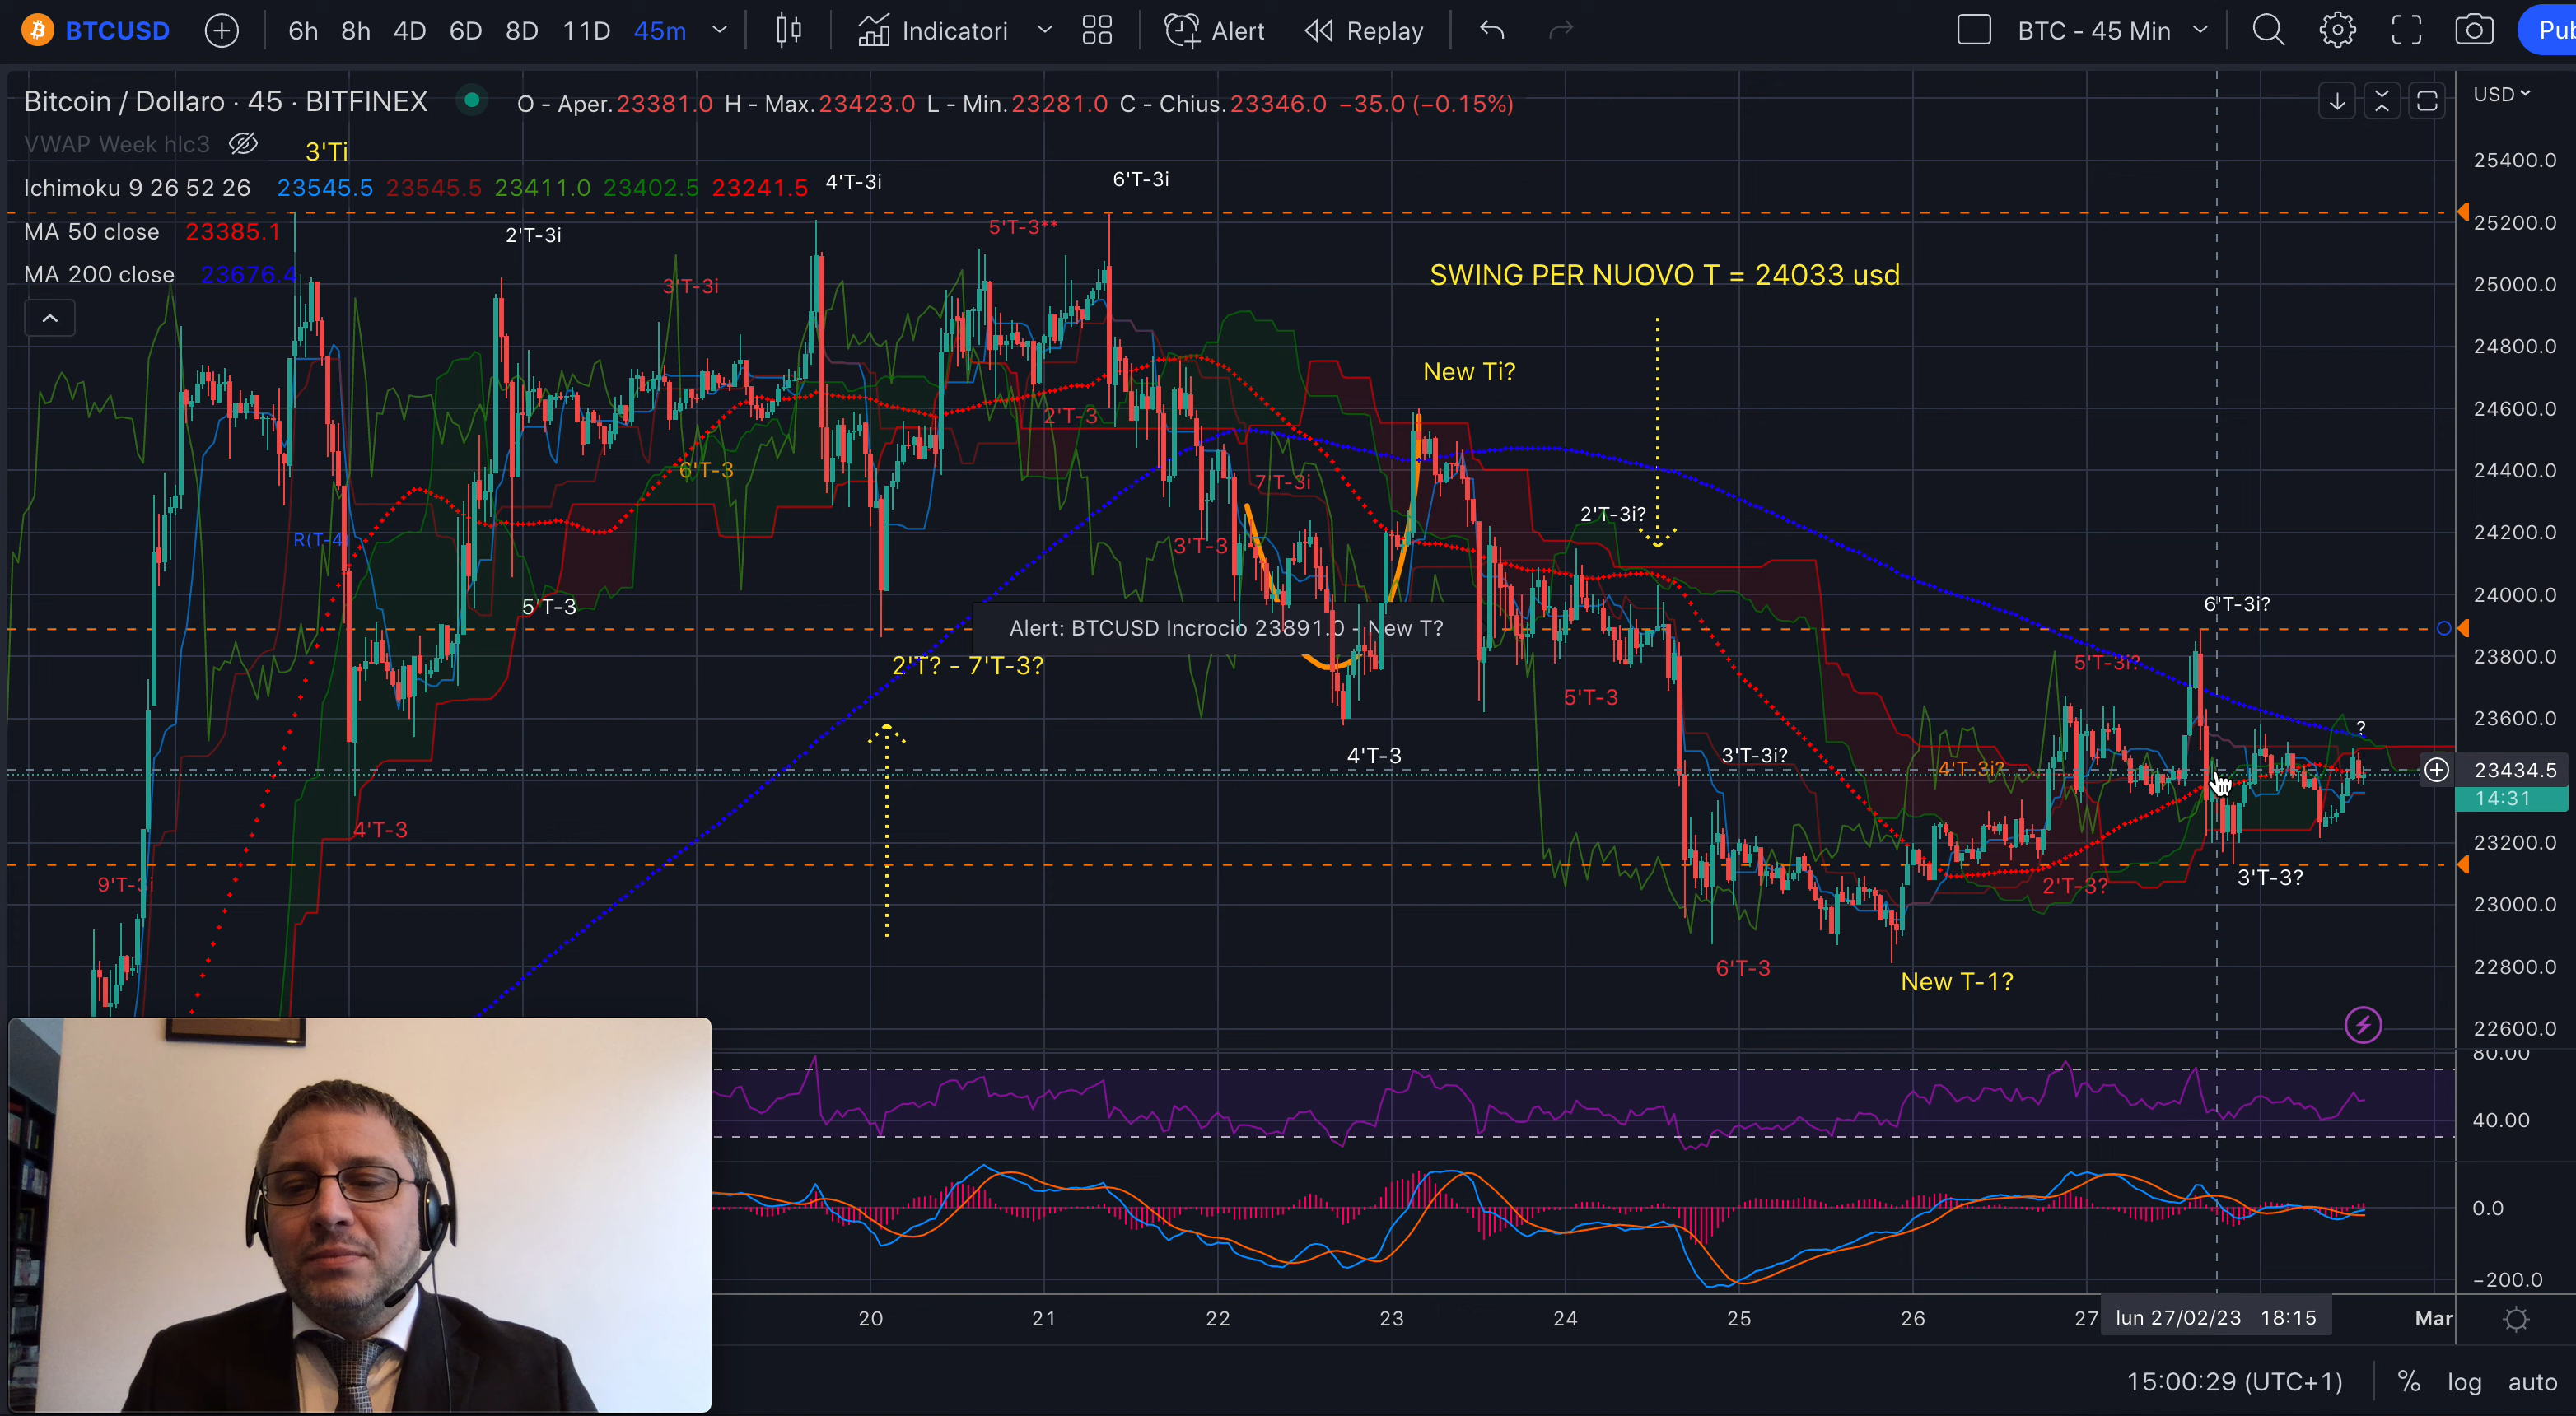 BTCUSD 6h 8h 4D 6D 8D 11D 45m Indicatori Alert Replay BTC - 45 Min Pub
Bitcoin / Dollaro · 45 · BITFINEX O - Aper.23381.0 H - Max.23423.0 L - Min.23281.0 C - Chius.23346.0 −35.0 (−0.15%)
USD
VWAP Week hlc3
3'Ti
Ichimoku 9 26 52 26 23545.5 23545.5 23411.0 23402.5 23241.5
4'T-3i
6'T-3i
25400.0
MA 50 close 23385.1
2'T-3i
5'T-3**
25200.0
MA 200 close 23676.4
3'T-3i
SWING PER NUOVO T = 24033 usd
25000.0
24800.0
New Ti?
2'T-3
24600.0
6'T-3
7'T-3i
24400.0
R(T-4)
3'T-3
2'T-3i?
24200.0
5'T-3
6'T-3i?
24000.0
Alert: BTCUSD Incrocio 23891.0 - New T?
2'T? - 7'T-3?
5'T-3
5'T-3i?
23800.0
23600.0
4'T-3
3'T-3i?
4'T-3i?
?
23434.5
14:31
4'T-3
23200.0
9'T-3i
2'T-3?
3'T-3?
23000.0
6'T-3
New T-1?
22800.0
22600.0
80.00
40.00
0.0
−200.0
20 21 22 23 24 25 26 27 lun 27/02/23 18:15 Mar
15:00:29 (UTC+1) % log auto